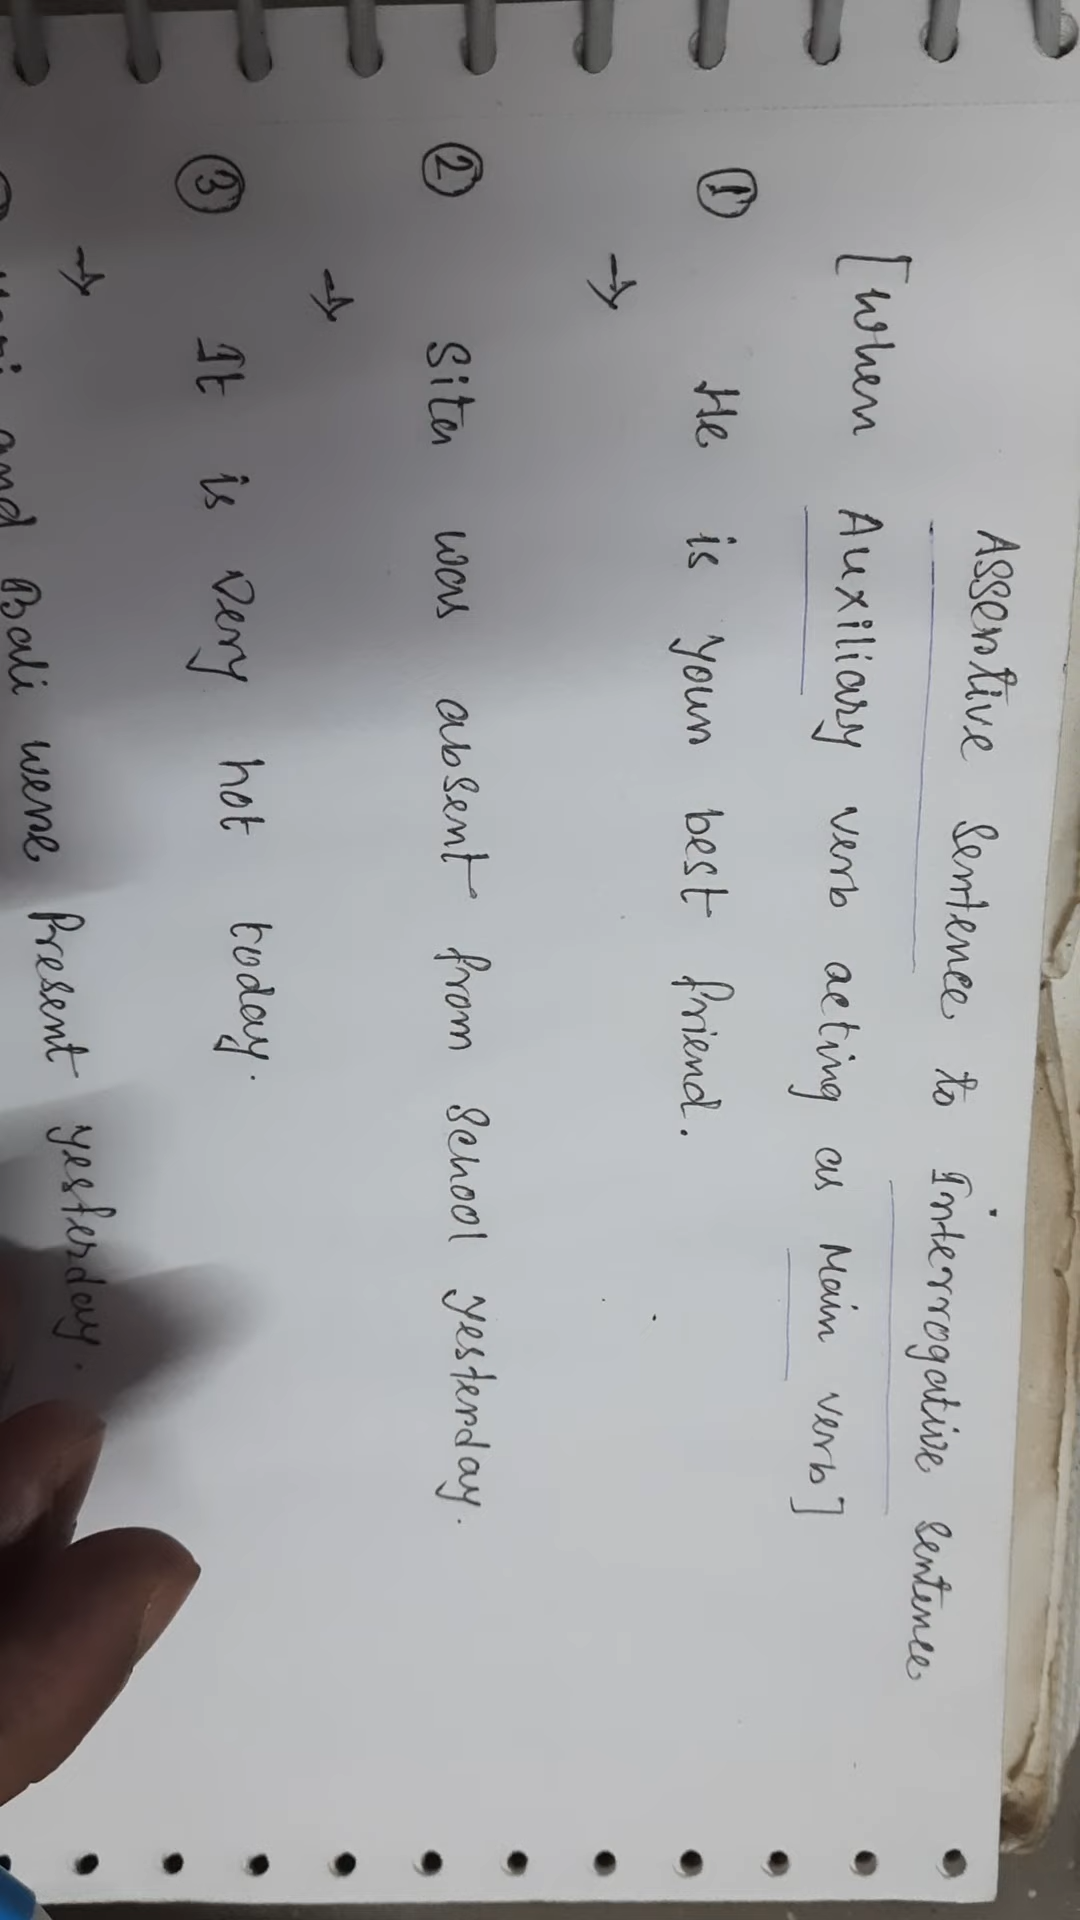 Assertive Sentence to Interrogative Sentence
[When Auxiliary verb acting as Main verb]
① He is your best friend.
→
② Sita was absent from School yesterday.
→
③ It is very hot today.
→
and Bali were Present yesterday.